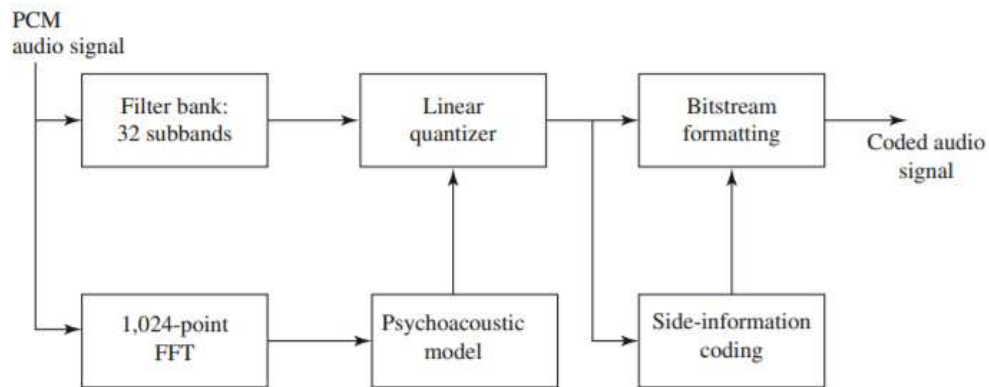 PCM
audio signal
Filter bank:
32 subbands
Linear
quantizer
Bitstream
formatting
Coded audio
signal
1,024-point
FFT
Psychoacoustic
model
Side-information
coding